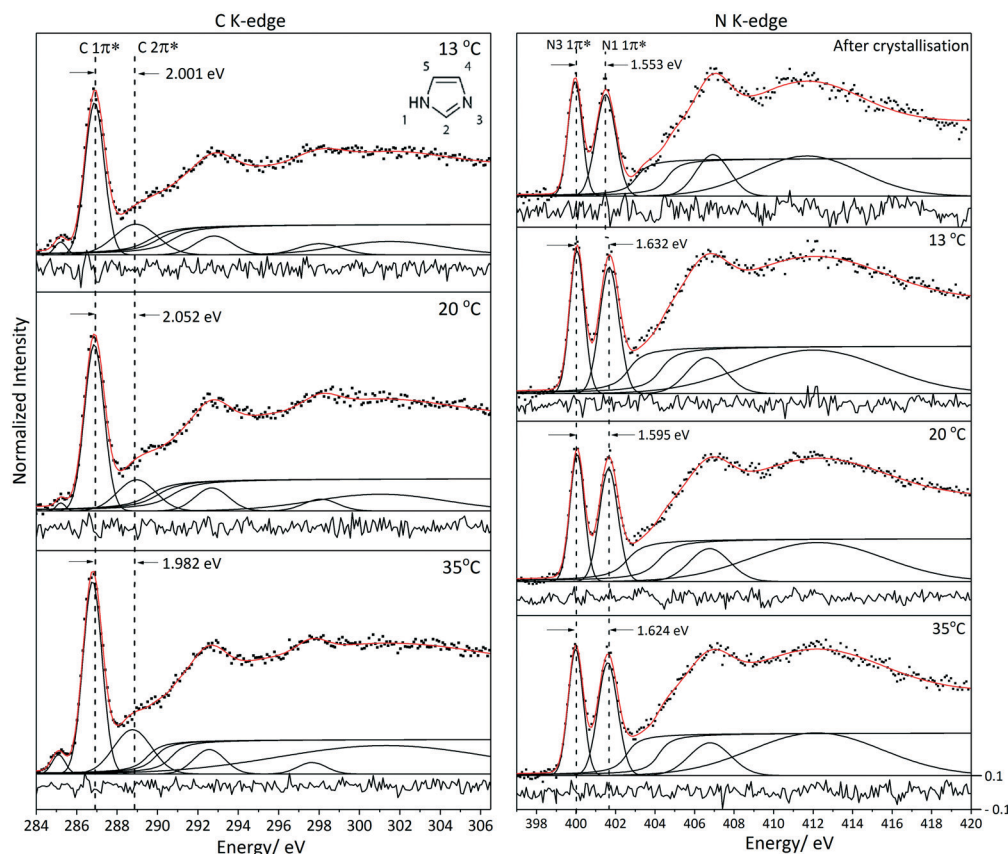 C K-edge
N K-edge
C 1π* C 2π*
13 °C
2.001 eV
5 4
HN N
1 2 3
20 °C
2.052 eV
35°C
1.982 eV
Normalized Intensity
284 286 288 290 292 294 296 298 300 302 304 306
Energy/ eV
N3 1π* N1 1π*
After crystallisation
1.553 eV
13 °C
1.632 eV
20 °C
1.595 eV
35°C
1.624 eV
0.1
- 0.1
398 400 402 404 406 408 410 412 414 416 418 420
Energy/ eV